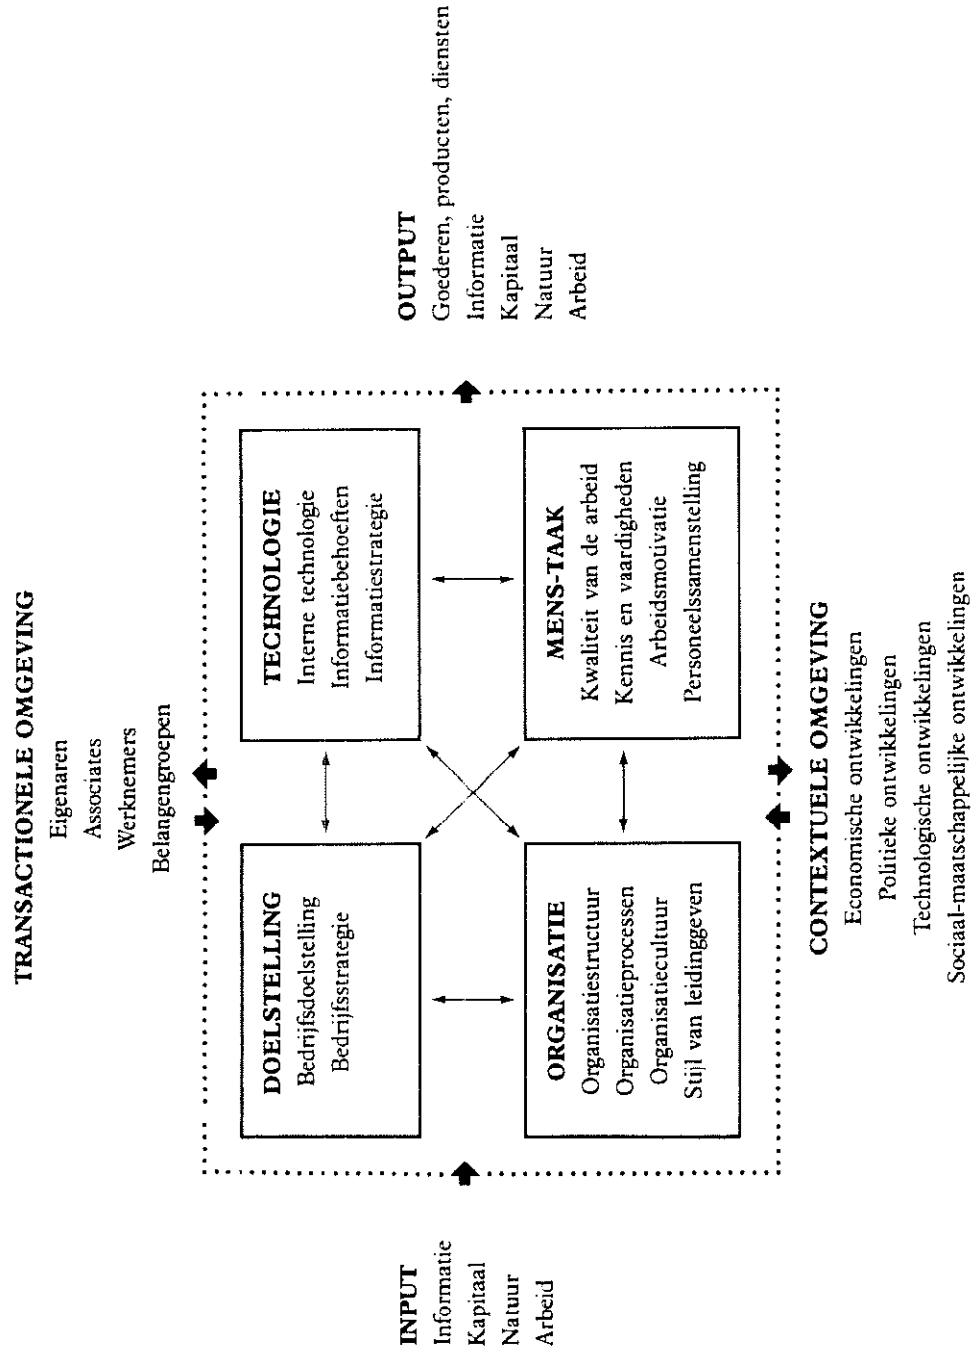 TRANSACTIONELE OMGEVING
Eigenaren
Associates
Werknemers
Belangengroepen
INPUT
Informatie
Kapitaal
Natuur
Arbeid
DOELSTELLING
Bedrijfsdoelstelling
Bedrijfsstrategie
TECHNOLOGIE
Interne technologie
Informatiebehoeften
Informatiestrategie
ORGANISATIE
Organisatiestructuur
Organisatieprocessen
Organisatiecultuur
Stijl van leidinggeven
MENS-TAAK
Kwaliteit van de arbeid
Kennis en vaardigheden
Arbeidsmotivatie
Personeelssamenstelling
OUTPUT
Goederen, producten, diensten
Informatie
Kapitaal
Natuur
Arbeid
CONTEXTUELE OMGEVING
Economische ontwikkelingen
Politieke ontwikkelingen
Technologische ontwikkelingen
Sociaal-maatschappelijke ontwikkelingen